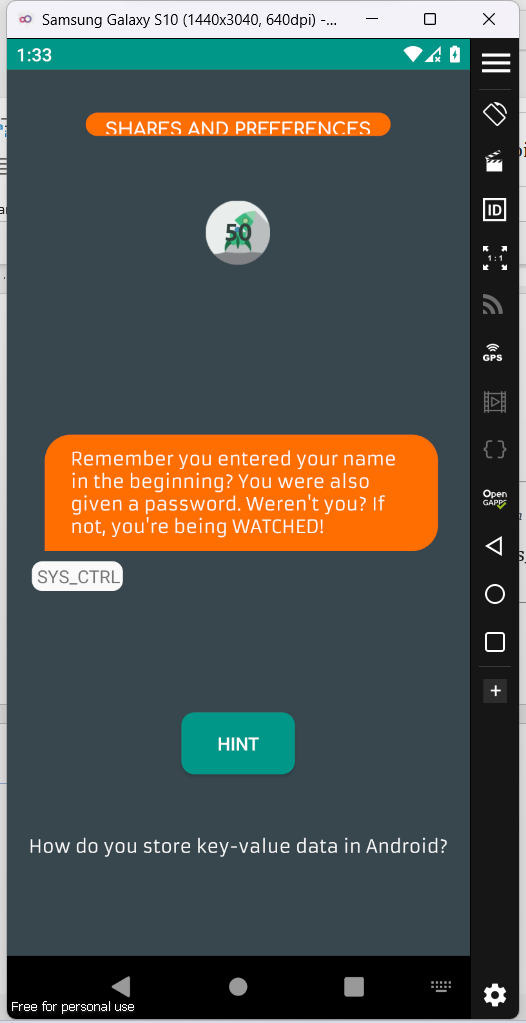 Samsung Galaxy S10 (1440x3040, 640dpi) -...
1:33
SHARES AND PREFERENCES
50
ID
1:1
GPS
Remember you entered your name
in the beginning? You were also
given a password. Weren't you? If
not, you're being WATCHED!
Open
GAPPS
SYS_CTRL
HINT
How do you store key-value data in Android?
Free for personal use